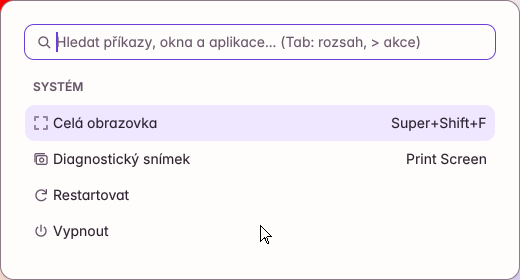 Hledat příkazy, okna a aplikace... (Tab: rozsah, > akce)
SYSTÉM
Celá obrazovka Super+Shift+F
Diagnostický snímek Print Screen
Restartovat
Vypnout